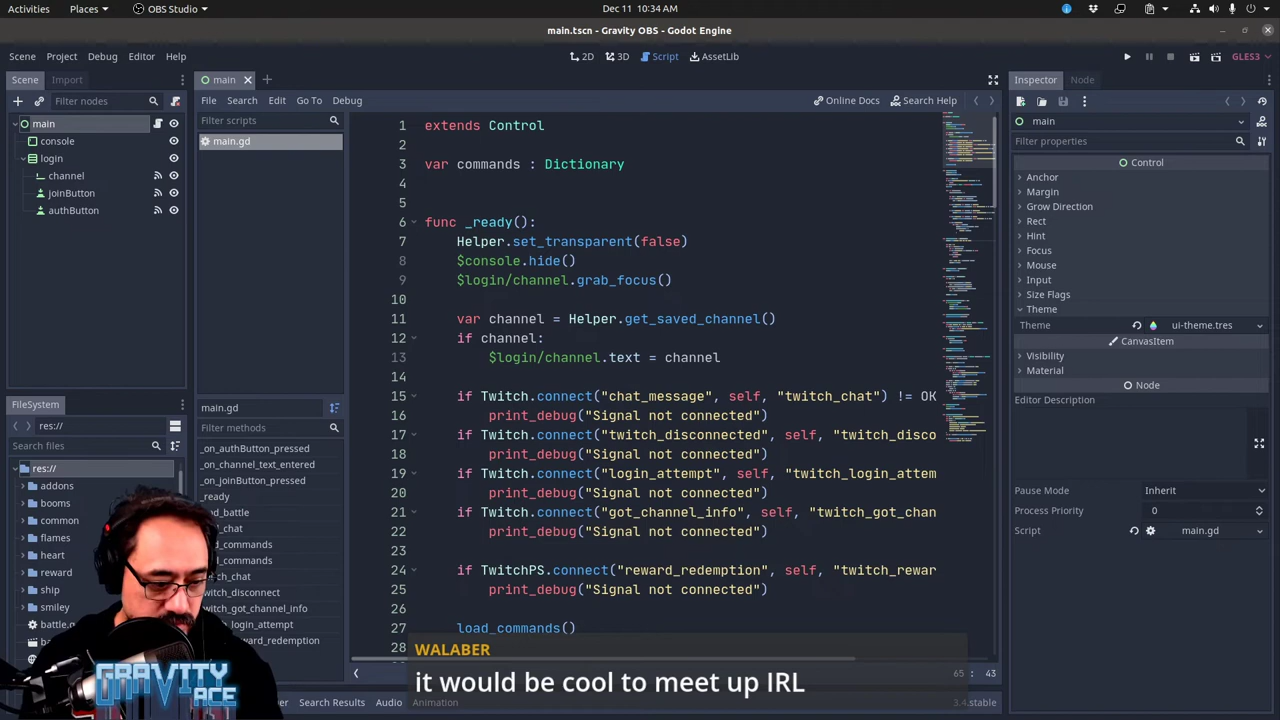 Activities Places OBS Studio Dec 11 10:34 AM
main.tscn - Gravity OBS - Godot Engine
Scene Project Debug Editor Help 2D 3D Script AssetLib GLES3
Scene Import
Filter nodes
main
console
login
channel
joinButton
authButton
FileSystem
res://
Search files
res://
addons
booms
common
flames
heart
reward
ship
smiley
battle.g
main
File Search Edit Go To Debug Online Docs Search Help
Filter scripts
main.gd
main.gd
Filter methods
_on_authButton_pressed
_on_channel_text_entered
_on_joinButton_pressed
_ready
1 extends Control
2
3 var commands : Dictionary
4
5
6 func _ready():
7 Helper.set_transparent(false)
8 $console.hide()
9 $login/channel.grab_focus()
10
11 var channel = Helper.get_saved_channel()
12 if channel:
13 $login/channel.text = channel
14
15 if Twitch.connect("chat_message", self, "twitch_chat") != OK
16 print_debug("Signal not connected")
17 if Twitch.connect("twitch_disconnected", self, "twitch_disco
18 print_debug("Signal not connected")
19 if Twitch.connect("login_attempt", self, "twitch_login_attem
20 print_debug("Signal not connected")
21 if Twitch.connect("got_channel_info", self, "twitch_got_chan
22 print_debug("Signal not connected")
23
24 if TwitchPS.connect("reward_redemption", self, "twitch_rewar
25 print_debug("Signal not connected")
26
27 load_commands()
28
65 : 43
Search Results Audio Animation 3.4.stable
Inspector Node
main
Filter properties
Control
Anchor
Margin
Grow Direction
Rect
Hint
Focus
Mouse
Input
Size Flags
Theme
Theme ui-theme.tres
CanvasItem
Visibility
Material
Node
Editor Description
Pause Mode Inherit
Process Priority 0
Script main.gd
WALABER
it would be cool to meet up IRL
GRAVITY
ACE